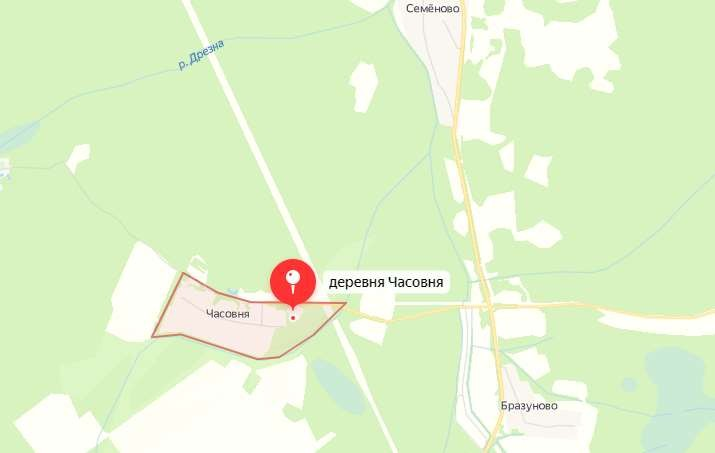 Семёново
р. Дрезна
деревня Часовня
Часовня
Бразуново